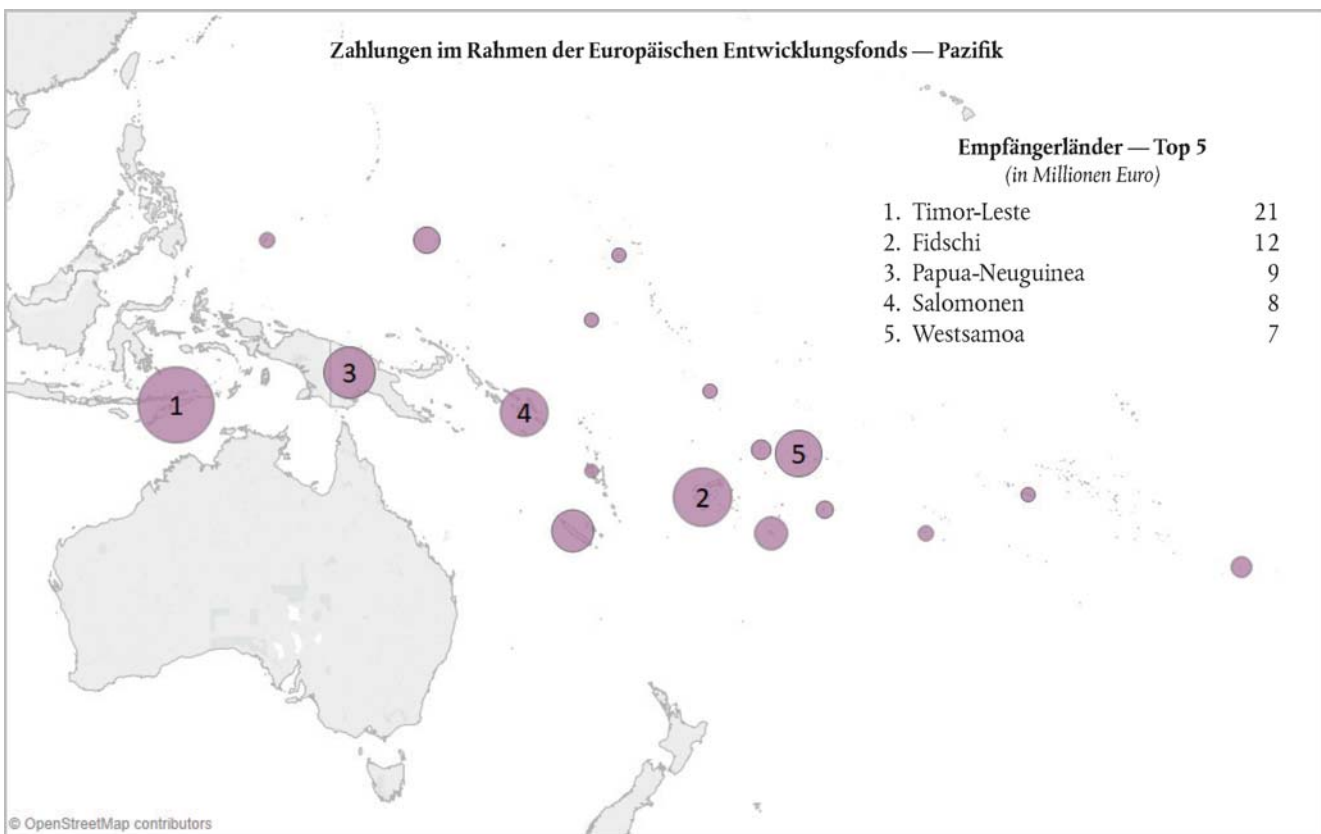 Zahlungen im Rahmen der Europäischen Entwicklungsfonds — Pazifik
Empfängerländer — Top 5
(in Millionen Euro)
1. Timor-Leste 21
2. Fidschi 12
3. Papua-Neuguinea 9
4. Salomonen 8
5. Westsamoa 7
3
1
4
5
2
© OpenStreetMap contributors